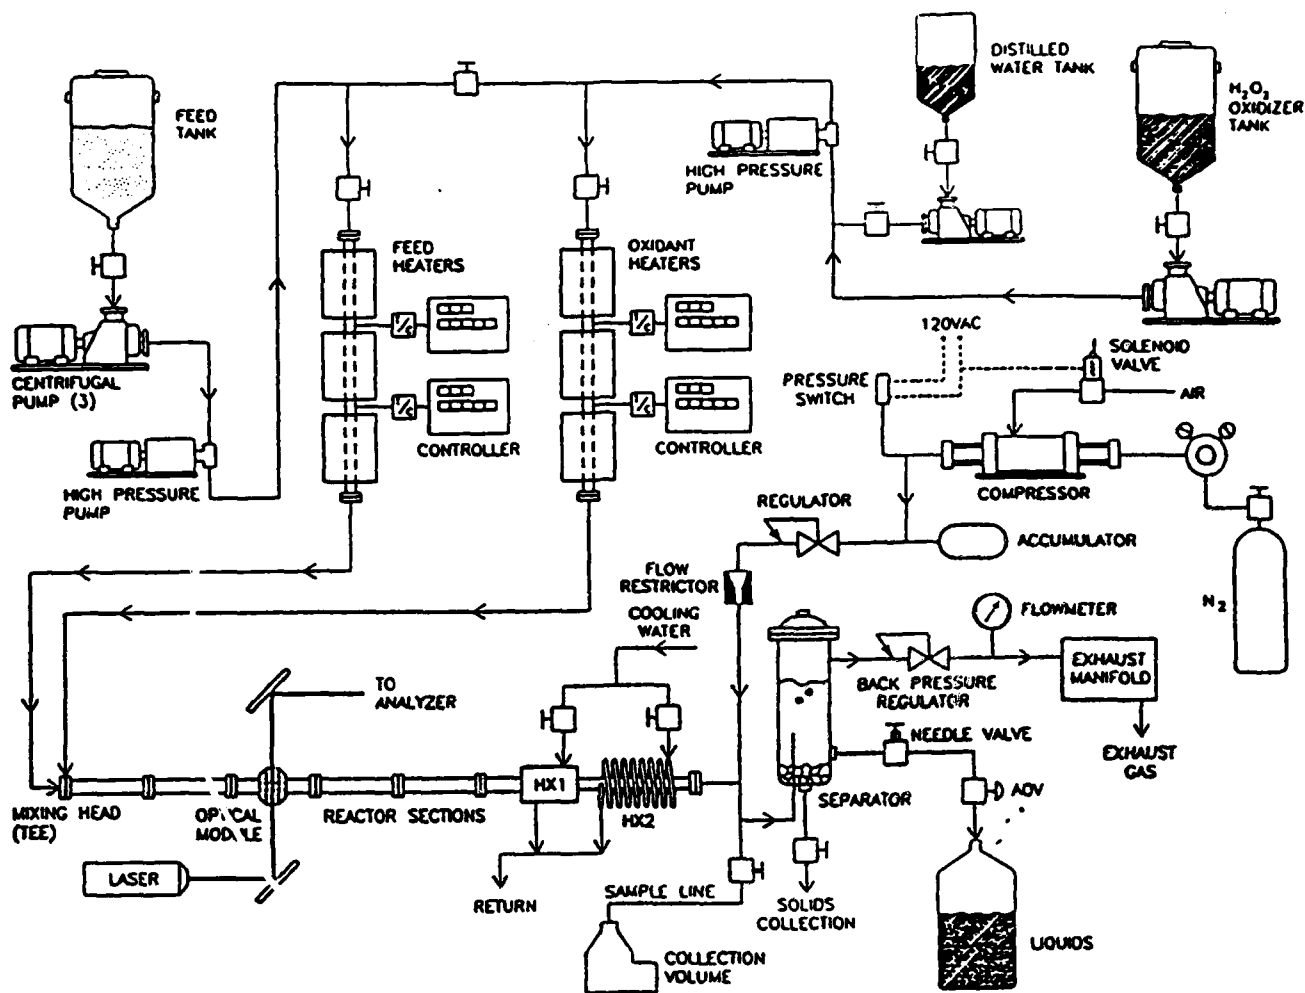 FEED
TANK
DISTILLED
WATER TANK
H₂O₂
OXIDIZER
TANK
HIGH PRESSURE
PUMP
FEED
HEATERS
OXIDANT
HEATERS
T/C
T/C
T/C
T/C
CENTRIFUGAL
PUMP (3)
120VAC
PRESSURE
SWITCH
SOLENOID
VALVE
AIR
CONTROLLER
CONTROLLER
HIGH PRESSURE
PUMP
COMPRESSOR
REGULATOR
ACCUMULATOR
FLOW
RESTRICTOR
N₂
COOLING
WATER
FLOWMETER
EXHAUST
MANIFOLD
BACK PRESSURE
REGULATOR
TO
ANALYZER
NEEDLE VALVE
EXHAUST
GAS
HX1
HX2
MIXING HEAD
(TEE)
OPTICAL
MODULE
REACTOR SECTIONS
SEPARATOR
AOV
LASER
RETURN
SAMPLE LINE
SOLIDS
COLLECTION
COLLECTION
VOLUME
LIQUIDS